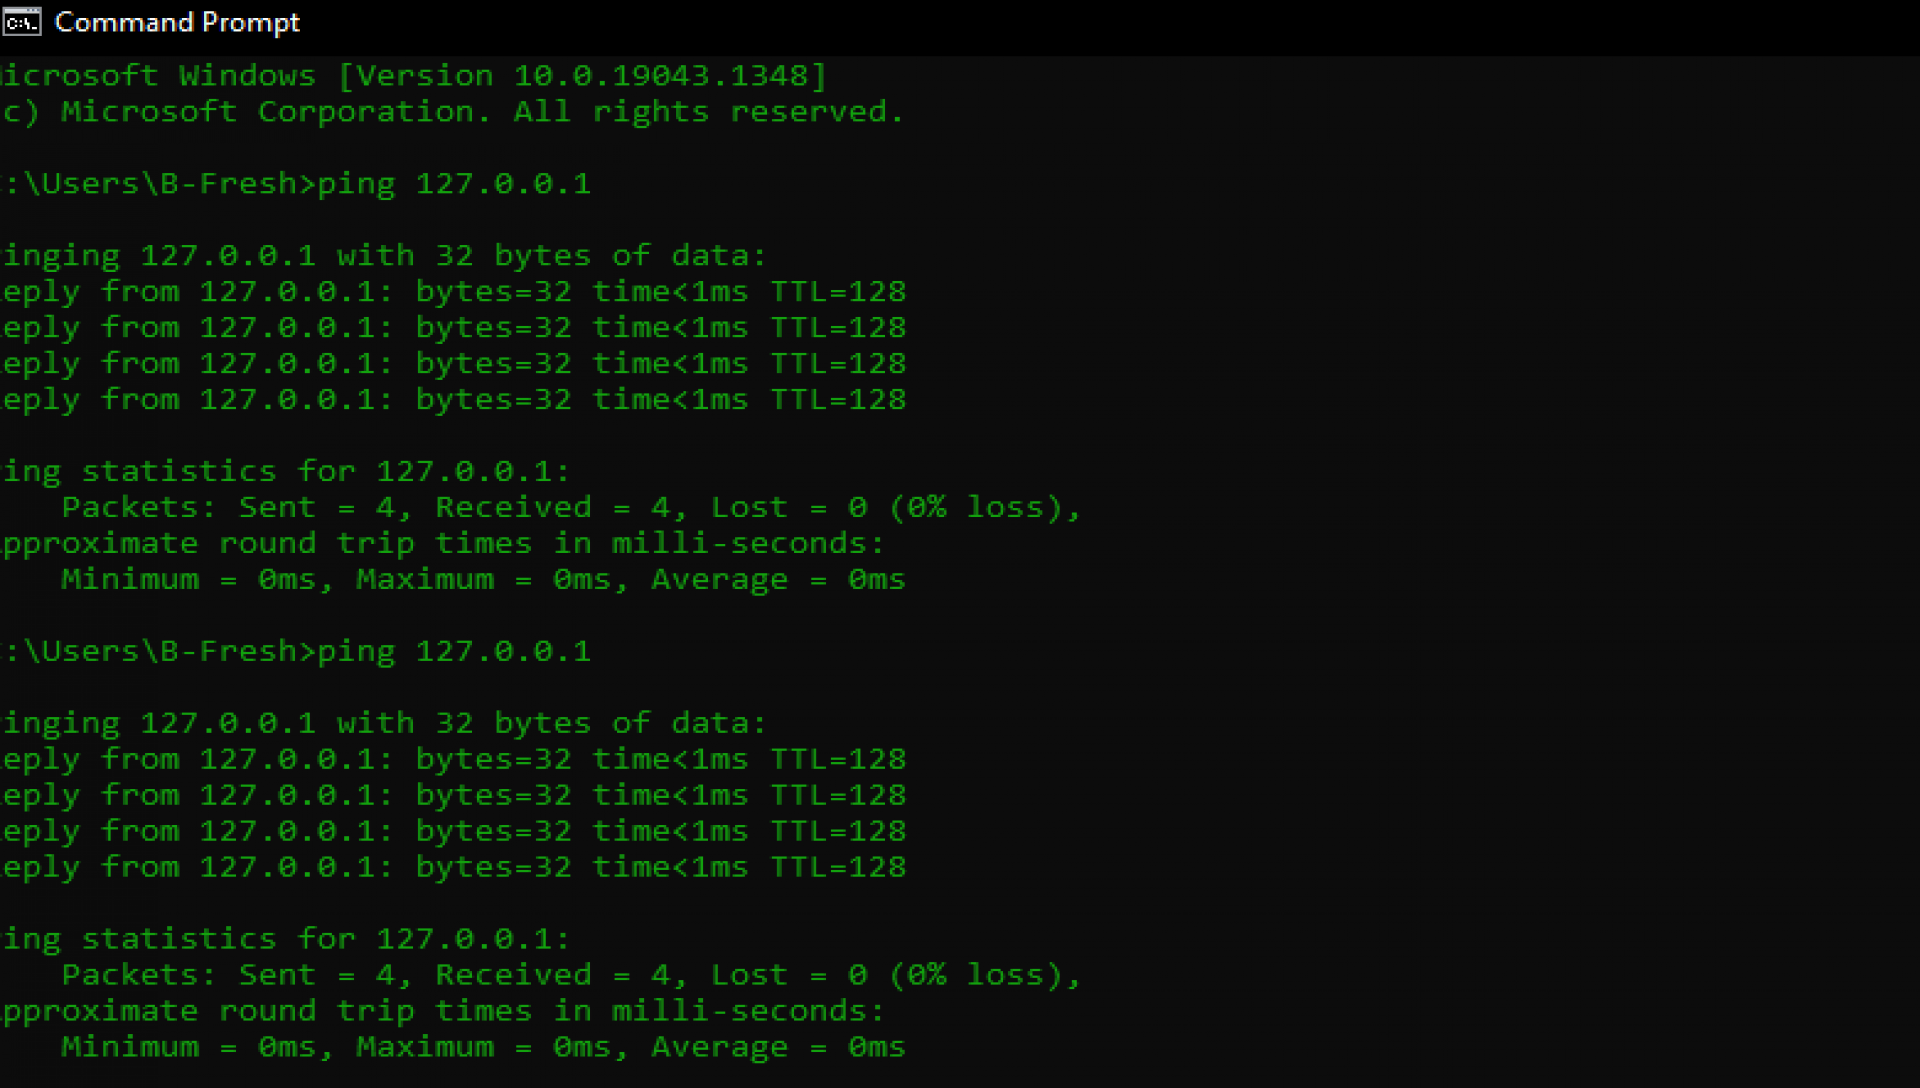 Command Prompt
icrosoft Windows [Version 10.0.19043.1348]
c) Microsoft Corporation. All rights reserved.
:\Users\B-Fresh>ping 127.0.0.1
inging 127.0.0.1 with 32 bytes of data:
eply from 127.0.0.1: bytes=32 time<1ms TTL=128
eply from 127.0.0.1: bytes=32 time<1ms TTL=128
eply from 127.0.0.1: bytes=32 time<1ms TTL=128
eply from 127.0.0.1: bytes=32 time<1ms TTL=128
ing statistics for 127.0.0.1:
Packets: Sent = 4, Received = 4, Lost = 0 (0% loss),
pproximate round trip times in milli-seconds:
Minimum = 0ms, Maximum = 0ms, Average = 0ms
:\Users\B-Fresh>ping 127.0.0.1
inging 127.0.0.1 with 32 bytes of data:
eply from 127.0.0.1: bytes=32 time<1ms TTL=128
eply from 127.0.0.1: bytes=32 time<1ms TTL=128
eply from 127.0.0.1: bytes=32 time<1ms TTL=128
eply from 127.0.0.1: bytes=32 time<1ms TTL=128
ing statistics for 127.0.0.1:
Packets: Sent = 4, Received = 4, Lost = 0 (0% loss),
pproximate round trip times in milli-seconds:
Minimum = 0ms, Maximum = 0ms, Average = 0ms